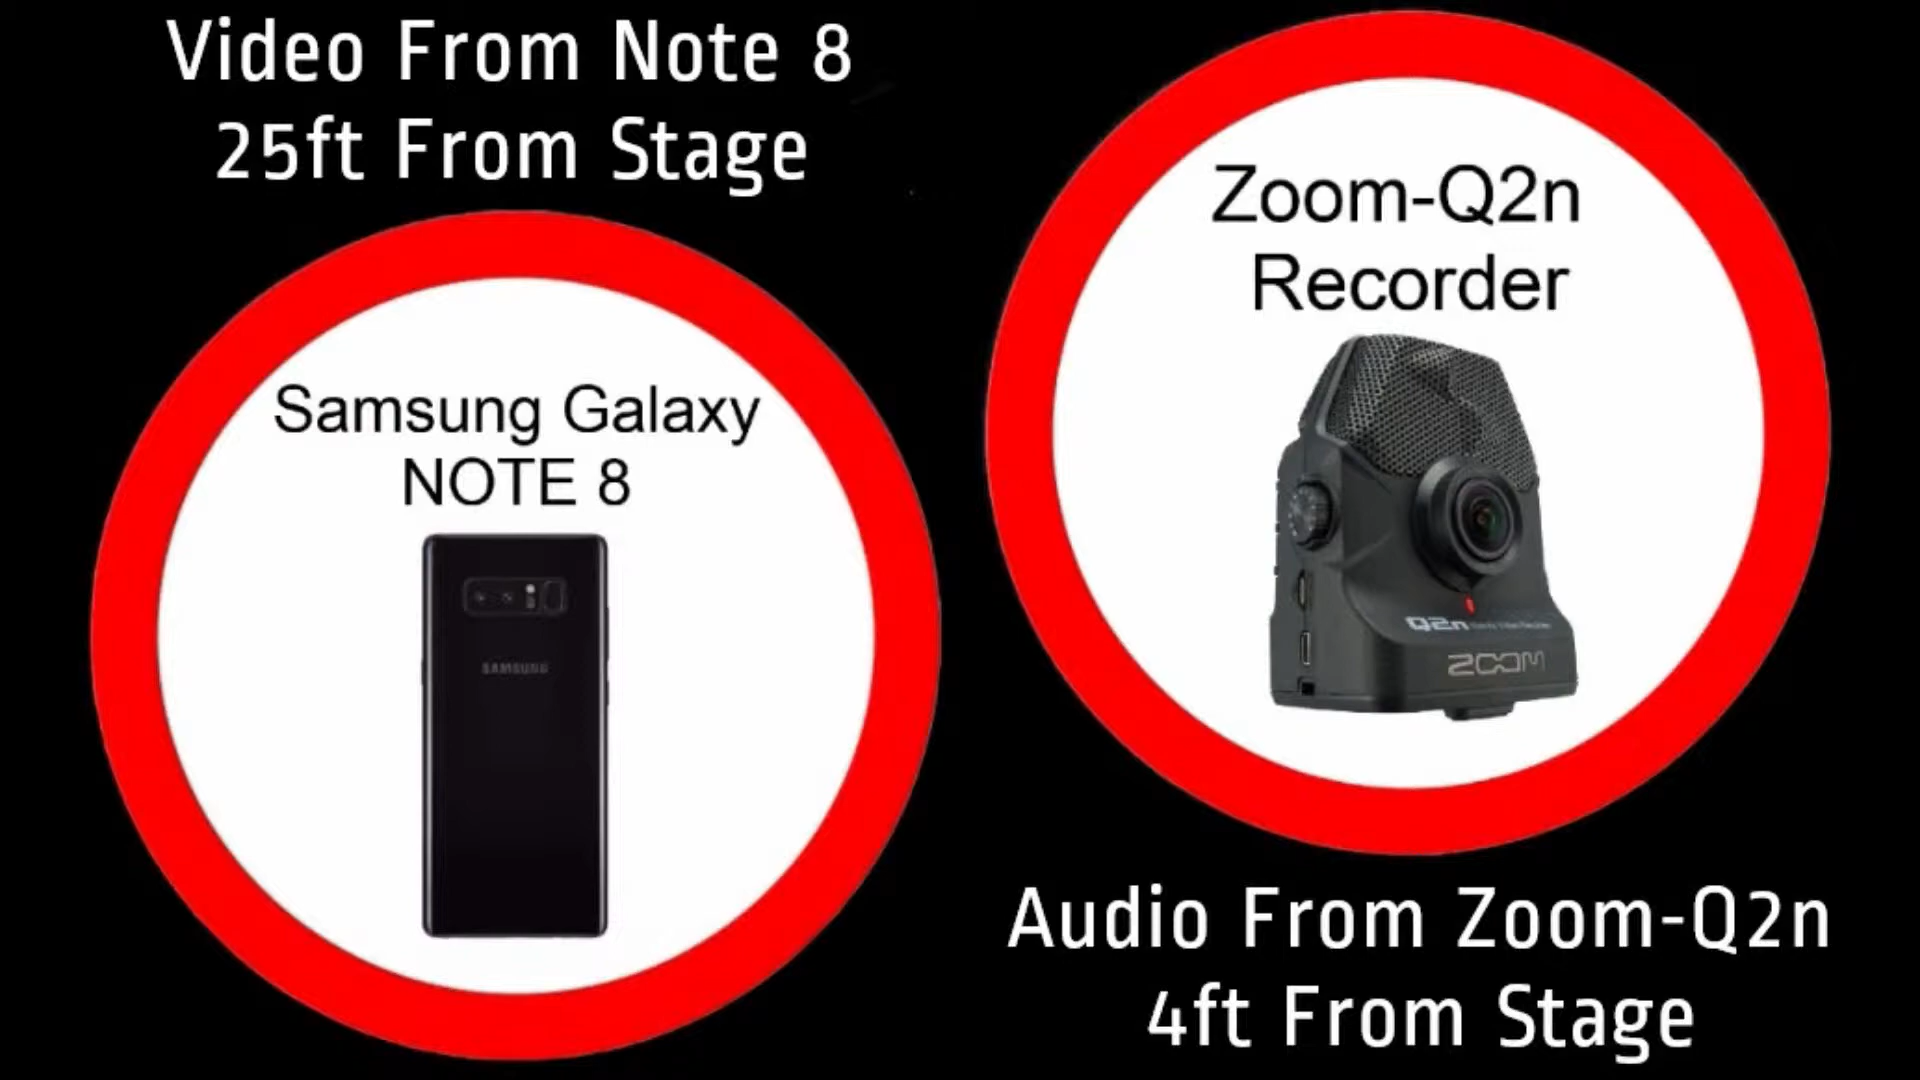 Video From Note 8
25ft From Stage
Samsung Galaxy
NOTE 8
SAMSUNG
Zoom-Q2n
Recorder
Q2n
ZOOM
Audio From Zoom-Q2n
4ft From Stage